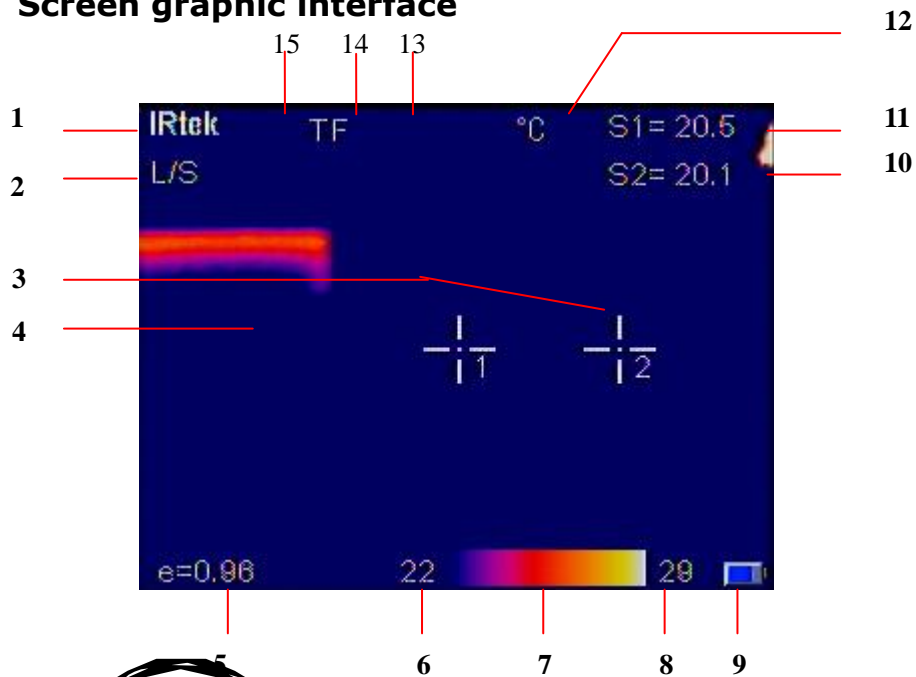 Screen graphic interface
12
15 14 13
1 IRtek TF °C S1= 20.5 11
2 L/S S2= 20.1 10
3
4
1 2
e=0.96 22 29
5 6 7 8 9